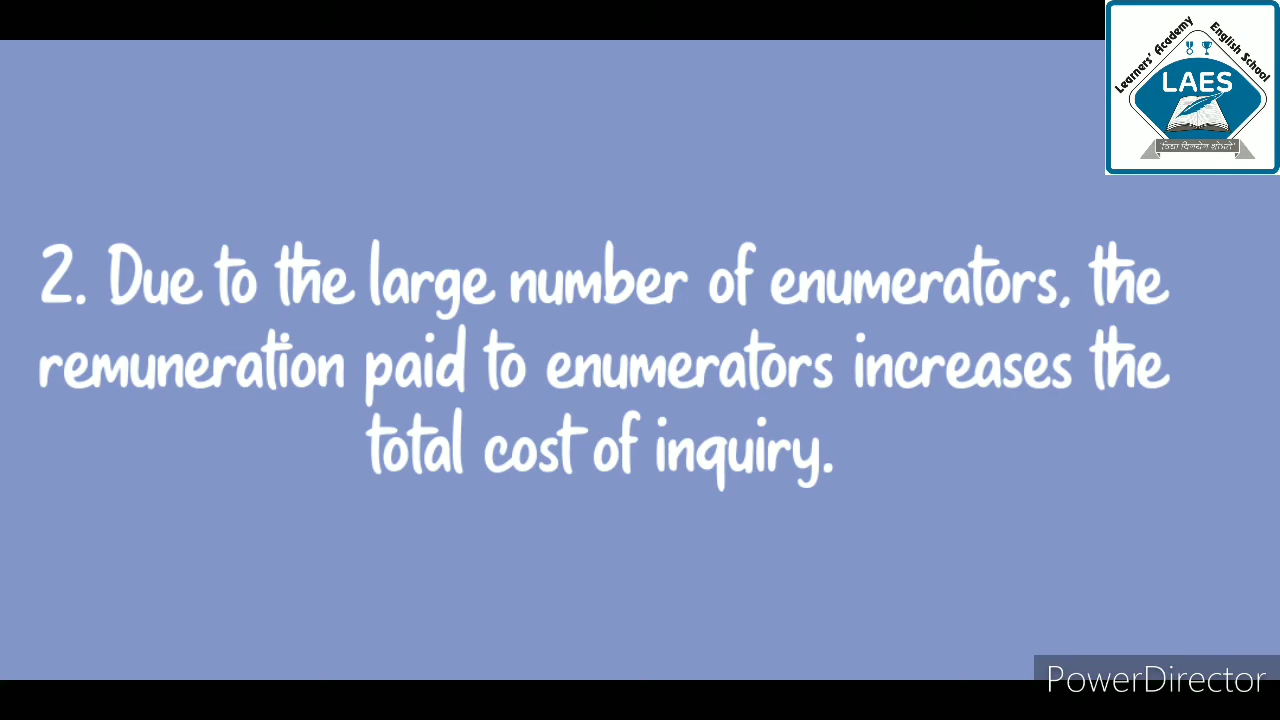 Learners' Academy English School
LAES
2. Due to the large number of enumerators, the
remuneration paid to enumerators increases the
total cost of inquiry.
PowerDirector